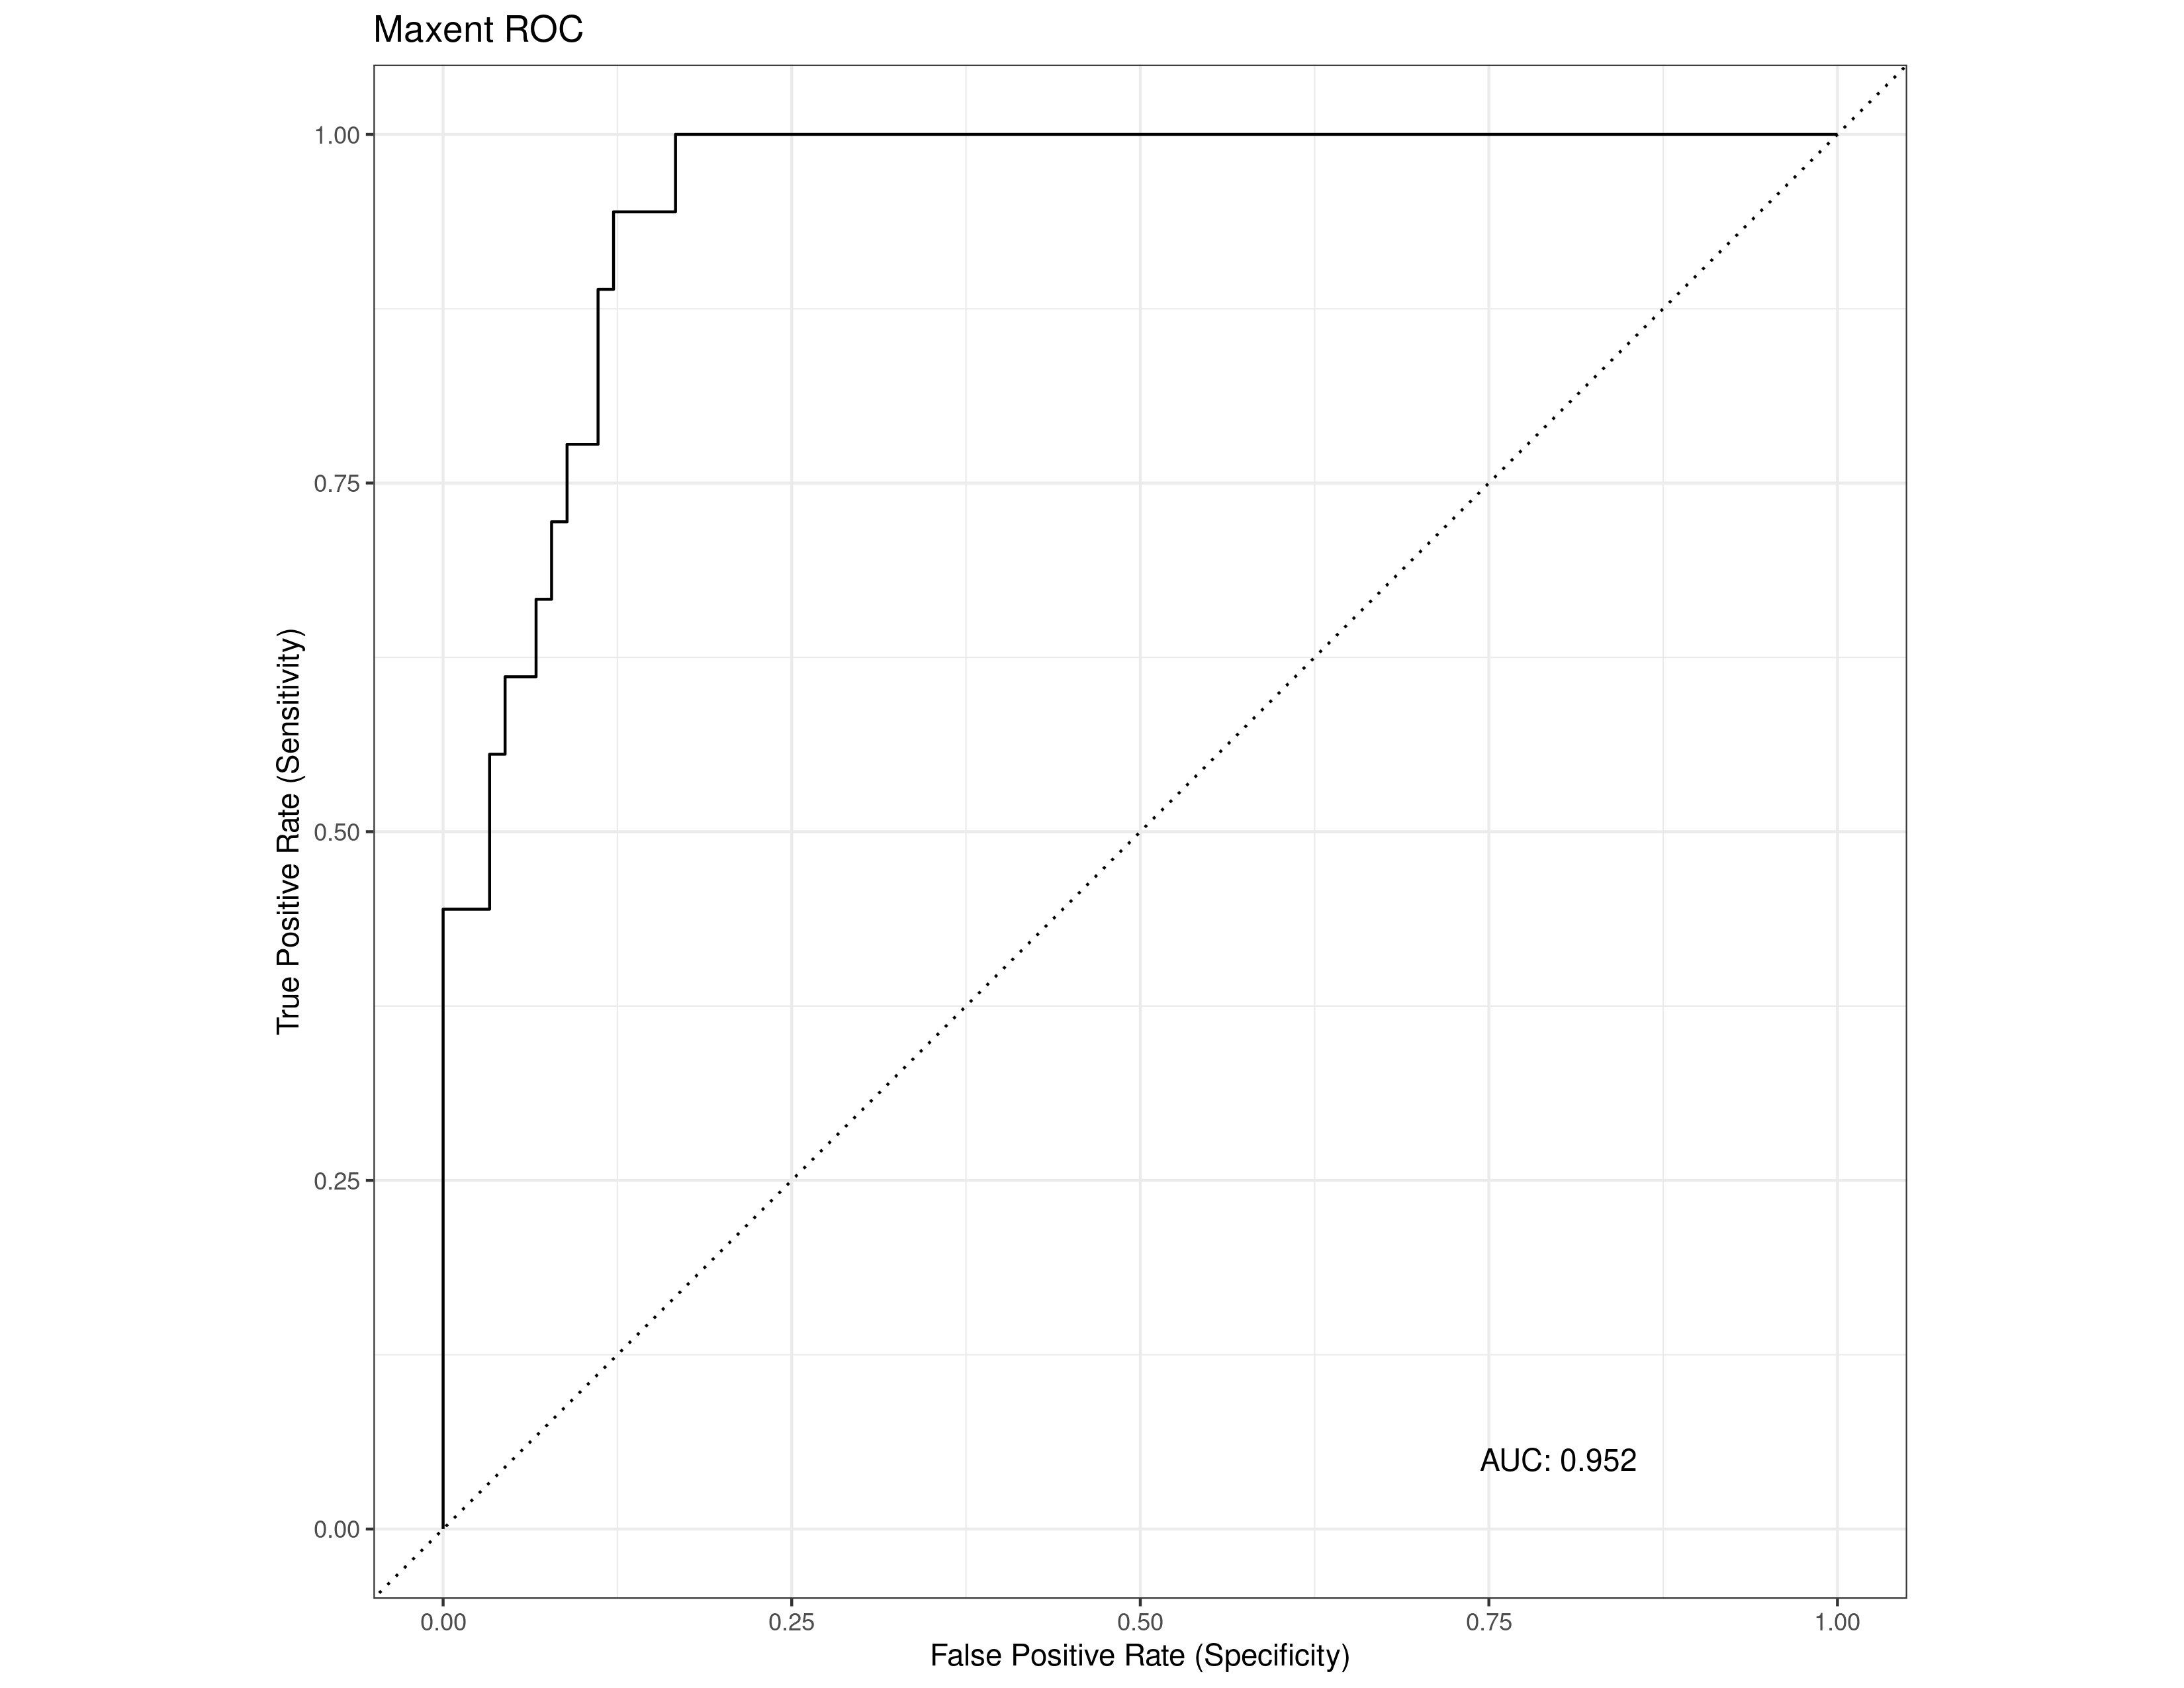 Maxent ROC
1.00
0.75
0.50
0.25
0.00
True Positive Rate (Sensitivity)
AUC: 0.952
0.00 0.25 0.50 0.75 1.00
False Positive Rate (Specificity)